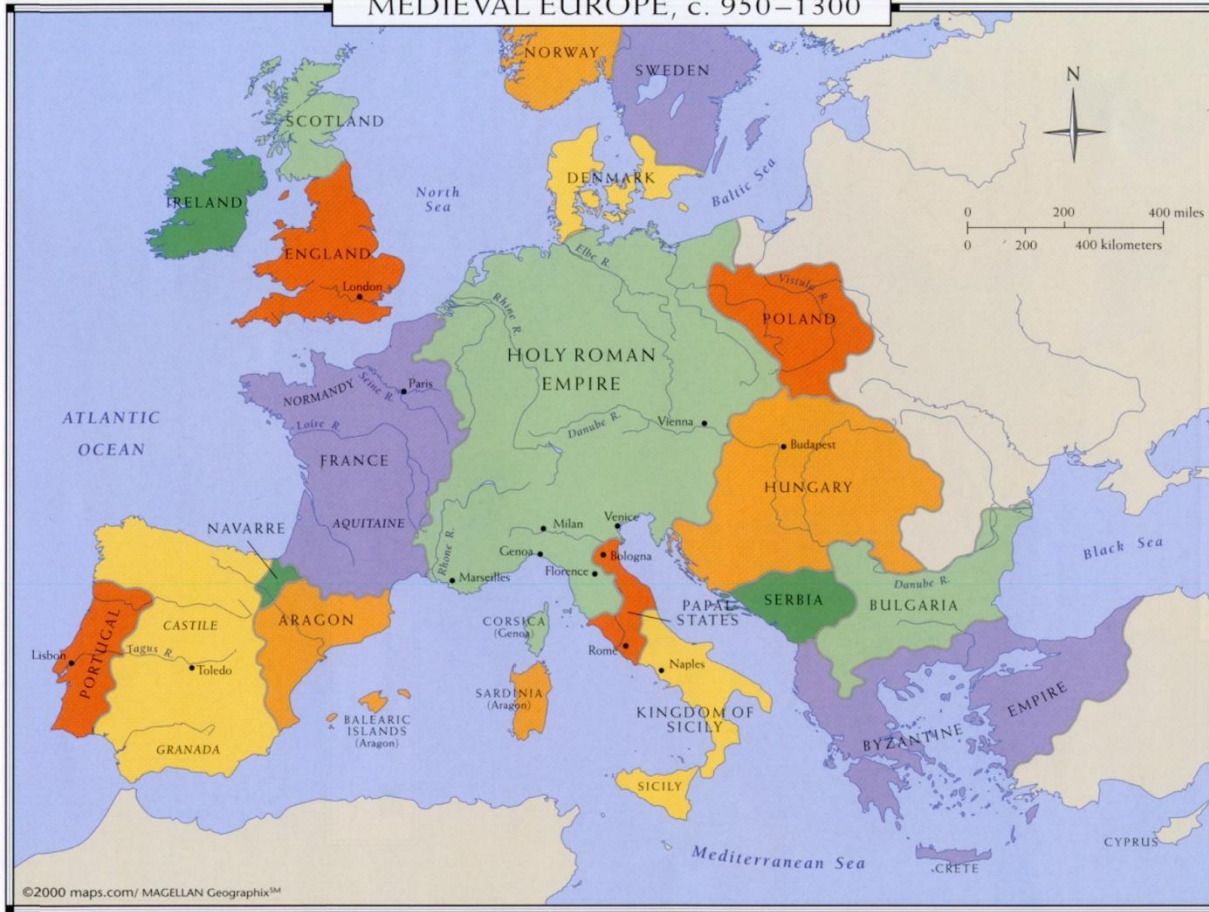 MEDIEVAL EUROPE, c. 950–1300
NORWAY
SWEDEN
N
SCOTLAND
North
Sea
DENMARK
Baltic Sea
IRELAND
0 200 400 miles
0 200 400 kilometers
ENGLAND
London
Elbe R.
Rhine R.
Vistula R.
POLAND
HOLY ROMAN
EMPIRE
NORMANDY
Seine R.
Paris
ATLANTIC
OCEAN
Loire R.
Danube R.
Vienna
Budapest
FRANCE
HUNGARY
AQUITAINE
NAVARRE
Milan
Venice
Rhone R.
Genoa
Bologna
Florence
Marseilles
Black Sea
Danube R.
SERBIA
BULGARIA
PAPAL
STATES
CORSICA
(Genoa)
ARAGON
CASTILE
PORTUGAL
Lisbon
Tagus R.
Toledo
Rome
Naples
SARDINIA
(Aragon)
BALEARIC
ISLANDS
(Aragon)
KINGDOM OF
SICILY
BYZANTINE
EMPIRE
GRANADA
SICILY
CYPRUS
Mediterranean Sea
CRETE
©2000 maps.com/ MAGELLAN Geographix℠